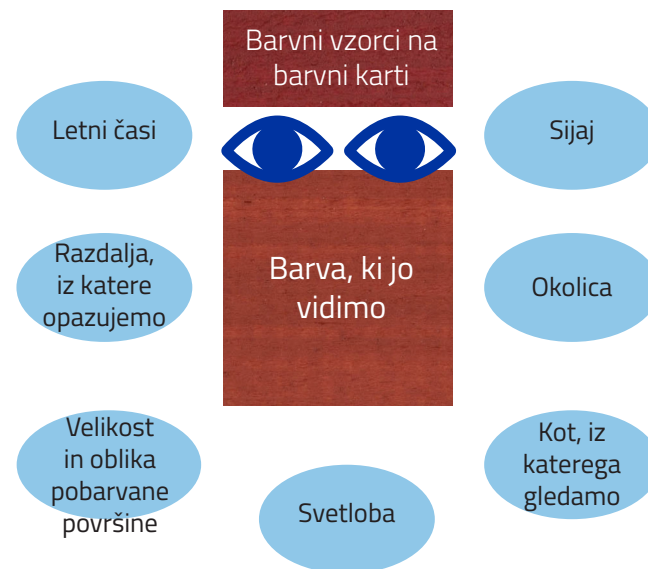 Barvni vzorci na
barvni karti
Letni časi
Sijaj
Razdalja,
iz katere
opazujemo
Barva, ki jo
vidimo
Okolica
Velikost
in oblika
pobarvane
površine
Svetloba
Kot, iz
katerega
gledamo